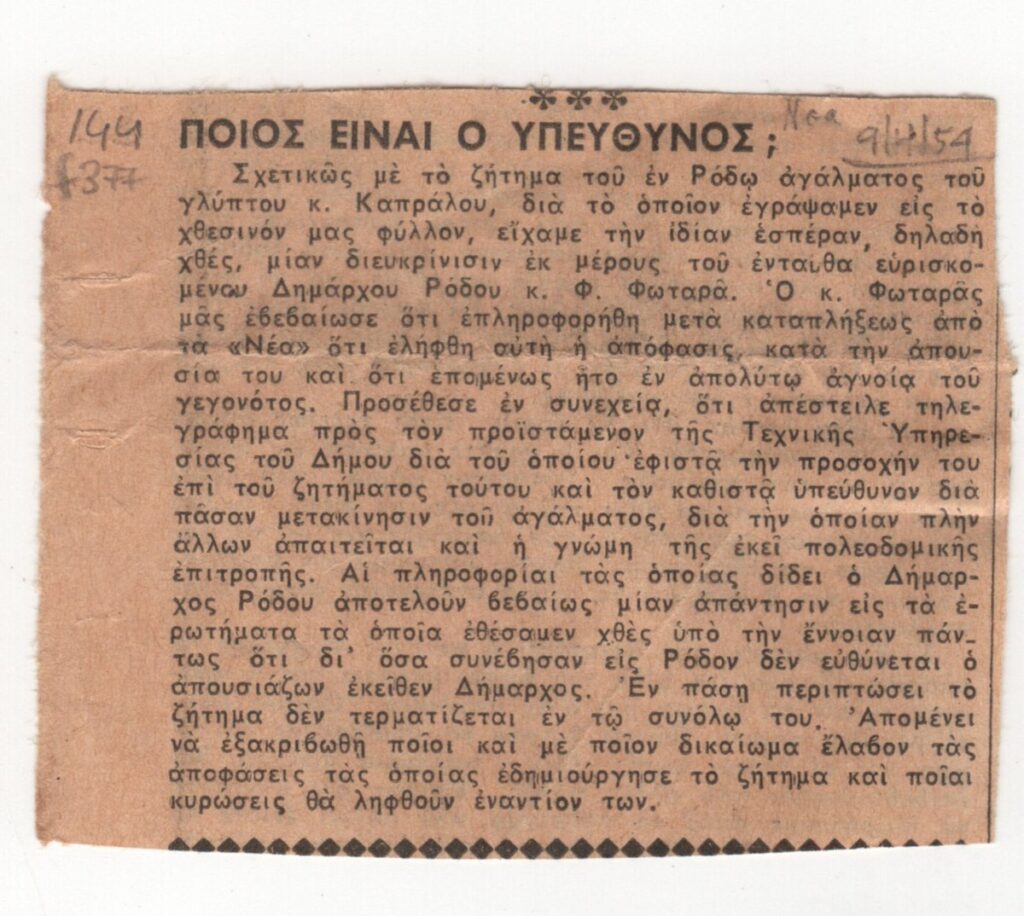 ***
144
f377
Νεα
9/11/54
ΠΟΙΟΣ ΕΙΝΑΙ Ο ΥΠΕΥΘΥΝΟΣ ;
Σχετικῶς μὲ τὸ ζήτημα τοῦ ἐν Ρόδῳ ἀγάλματος τοῦ
γλύπτου κ. Καπράλου, διὰ τὸ ὁποῖον ἐγράψαμεν εἰς τὸ
χθεσινόν μας φύλλον, εἴχαμε τὴν ἰδίαν ἑσπέραν, δηλαδὴ
χθές, μίαν διευκρίνισιν ἐκ μέρους τοῦ ἐνταῦθα εὑρισκο-
μένου Δημάρχου Ρόδου κ. Φ. Φωταρᾶ. Ὁ κ. Φωταρᾶς
μᾶς ἐβεβαίωσε ὅτι ἐπληροφορήθη μετὰ καταπλήξεως ἀπὸ
τὰ «Νέα» ὅτι ἐλήφθη αὐτὴ ἡ ἀπόφασις, κατὰ τὴν ἀπου-
σία του καὶ ὅτι ἑπομένως ἦτο ἐν ἀπολύτῳ ἀγνοίᾳ τοῦ
γεγονότος. Προσέθεσε ἐν συνεχείᾳ, ὅτι ἀπέστειλε τηλε-
γράφημα πρὸς τὸν προϊστάμενον τῆς Τεχνικῆς Ὑπηρε-
σίας τοῦ Δήμου διὰ τοῦ ὁποίου ἐφιστᾷ τὴν προσοχήν του
ἐπὶ τοῦ ζητήματος τούτου καὶ τὸν καθιστᾷ ὑπεύθυνον διὰ
πᾶσαν μετακίνησιν τοῦ ἀγάλματος, διὰ τὴν ὁποίαν πλὴν
ἄλλων ἀπαιτεῖται καὶ ἡ γνώμη τῆς ἐκεῖ πολεοδομικῆς
ἐπιτροπῆς. Αἱ πληροφορίαι τὰς ὁποίας δίδει ὁ Δήμαρ-
χος Ρόδου ἀποτελοῦν βεβαίως μίαν ἀπάντησιν εἰς τὰ ἐ-
ρωτήματα τὰ ὁποῖα ἐθέσαμεν χθὲς ὑπὸ τὴν ἔννοιαν πάν-
τως ὅτι δι' ὅσα συνέβησαν εἰς Ρόδον δὲν εὐθύνεται ὁ
ἀπουσιάζων ἐκεῖθεν Δήμαρχος. Ἐν πάσῃ περιπτώσει τὸ
ζήτημα δὲν τερματίζεται ἐν τῷ συνόλῳ του. Ἀπομένει
νὰ ἐξακριβωθῇ ποῖοι καὶ μὲ ποῖον δικαίωμα ἔλαβον τὰς
ἀποφάσεις τὰς ὁποίας ἐδημιούργησε τὸ ζήτημα καὶ ποῖαι
κυρώσεις θὰ ληφθοῦν ἐναντίον των.